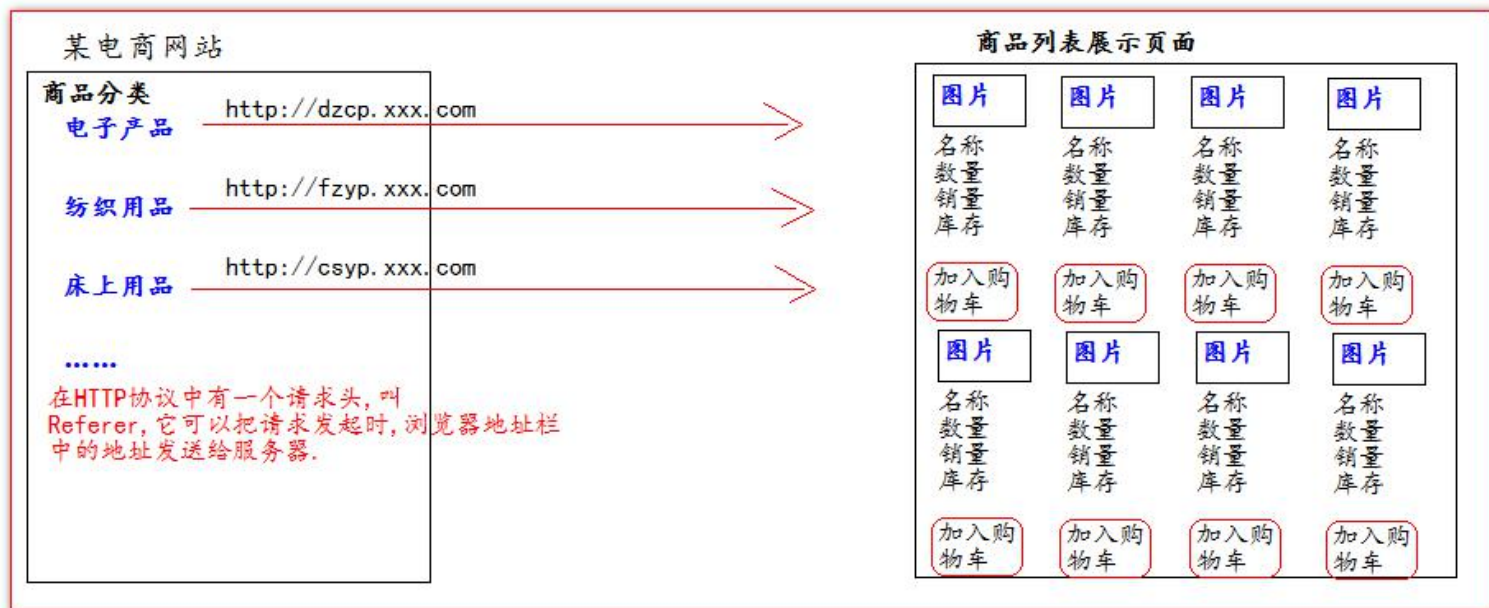 某电商网站
商品分类
电子产品
http://dzcp.xxx.com
纺织用品
http://fzyp.xxx.com
床上用品
http://csyp.xxx.com
......
在HTTP协议中有一个请求头,叫
Referer,它可以把请求发起时,浏览器地址栏
中的地址发送给服务器.
商品列表展示页面
图片 图片 图片 图片
名称 名称 名称 名称
数量 数量 数量 数量
销量 销量 销量 销量
库存 库存 库存 库存
加入购 加入购 加入购 加入购
物车 物车 物车 物车
图片 图片 图片 图片
名称 名称 名称 名称
数量 数量 数量 数量
销量 销量 销量 销量
库存 库存 库存 库存
加入购 加入购 加入购 加入购
物车 物车 物车 物车